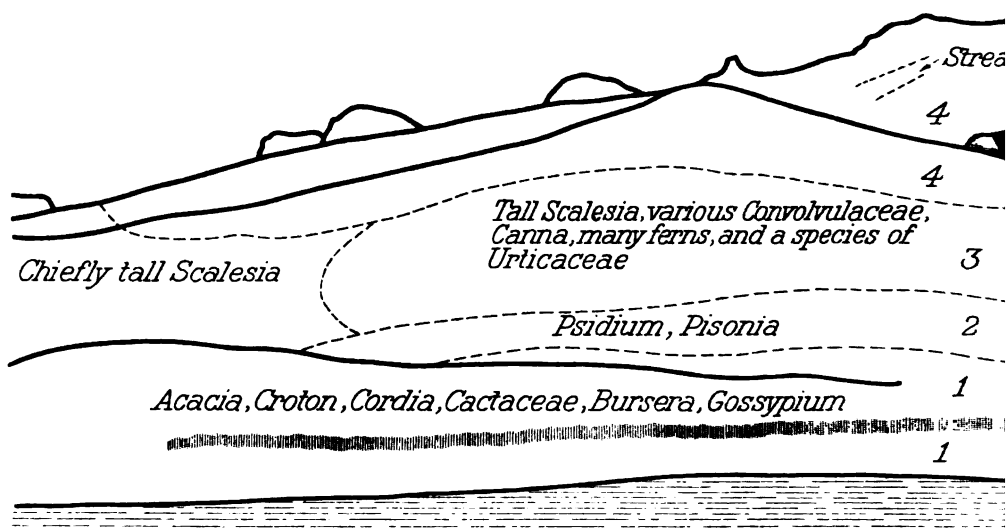 Strea
4
4
Tall Scalesia, various Convolvulaceae,
Canna, many ferns, and a species of
Urticaceae
3
Chiefly tall Scalesia
Psidium, Pisonia
2
1
Acacia, Croton, Cordia, Cactaceae, Bursera, Gossypium
1